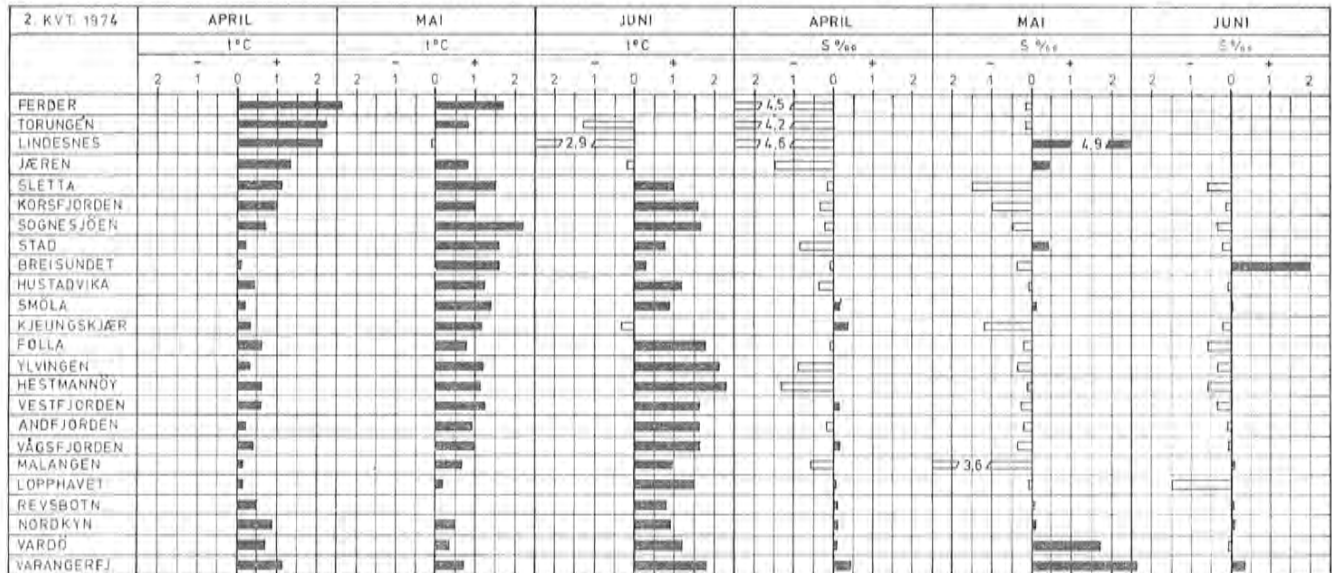 2. KVT. 1974 APRIL MAI JUNI APRIL MAI JUNI
t°C t°C t°C S ‰ S ‰ S ‰
- + - + - + - + - + - +
2 1 0 1 2 2 1 0 1 2 2 1 0 1 2 2 1 0 1 2 2 1 0 1 2 2 1 0 1 2
FERDER 4,5
TORUNGEN 4,2
LINDESNES 2,9 4,6 4,9
JÆREN
SLETTA
KORSFJORDEN
SOGNESJÖEN
STAD
BREISUNDET
HUSTADVIKA
SMÖLA
KJEUNGSKJÆR
FOLLA
YLVINGEN
HESTMANNÖY
VESTFJORDEN
ANDFJORDEN
VÅGSFJORDEN
MALANGEN 3,6
LOPPHAVET
REVSBOTN
NORDKYN
VARDÖ
VARANGERFJ.